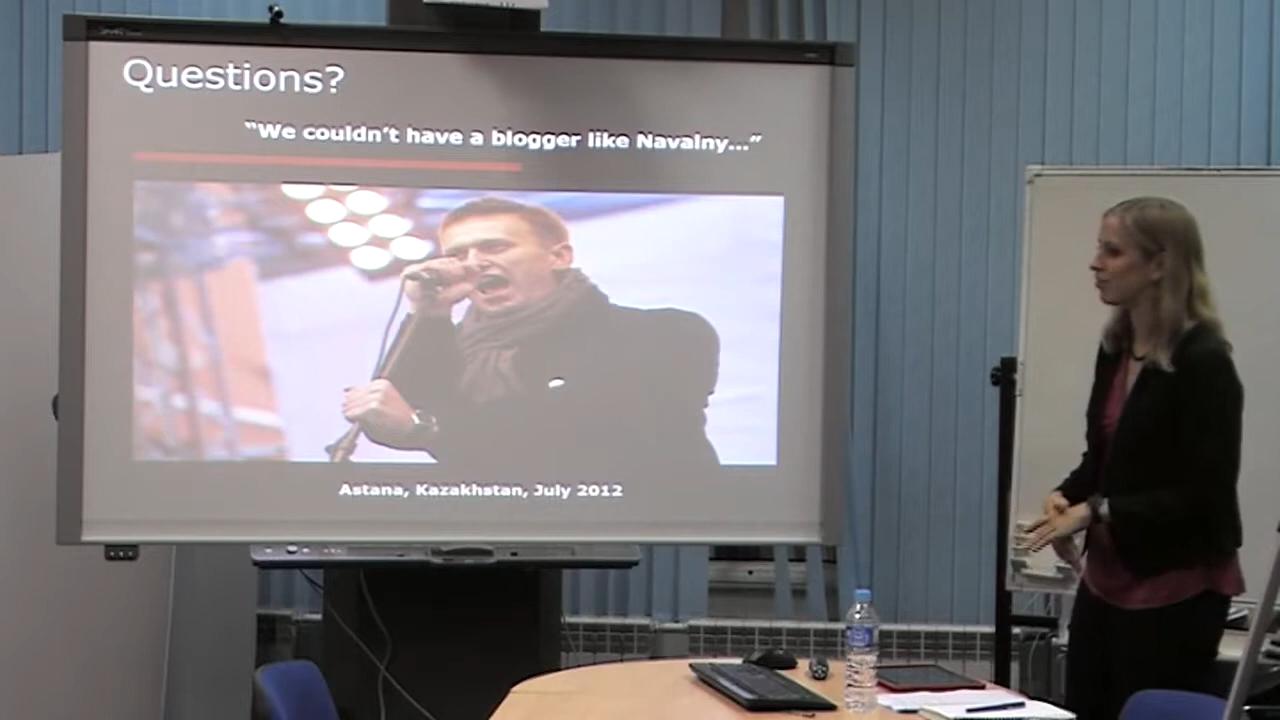 Questions?
“We couldn’t have a blogger like Navalny...”
Astana, Kazakhstan, July 2012